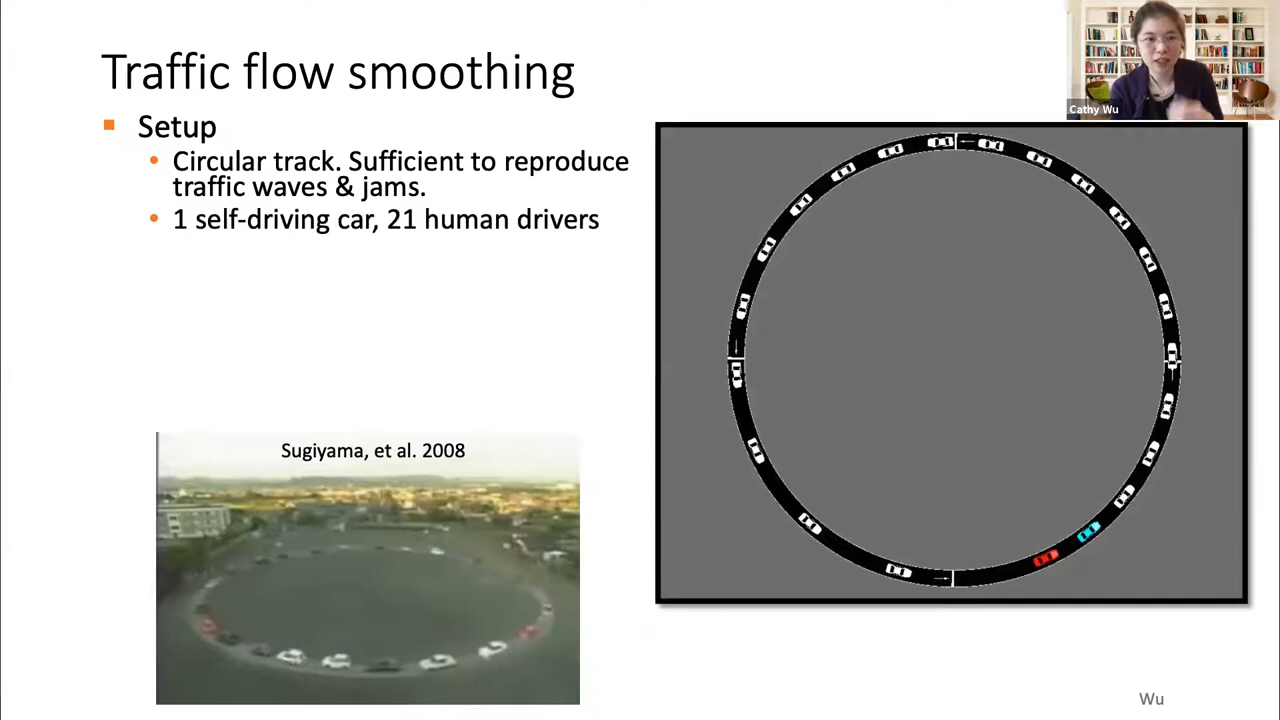 Traffic flow smoothing
Setup
Circular track. Sufficient to reproduce
traffic waves & jams.
1 self-driving car, 21 human drivers
Cathy Wu
Sugiyama, et al. 2008
Wu